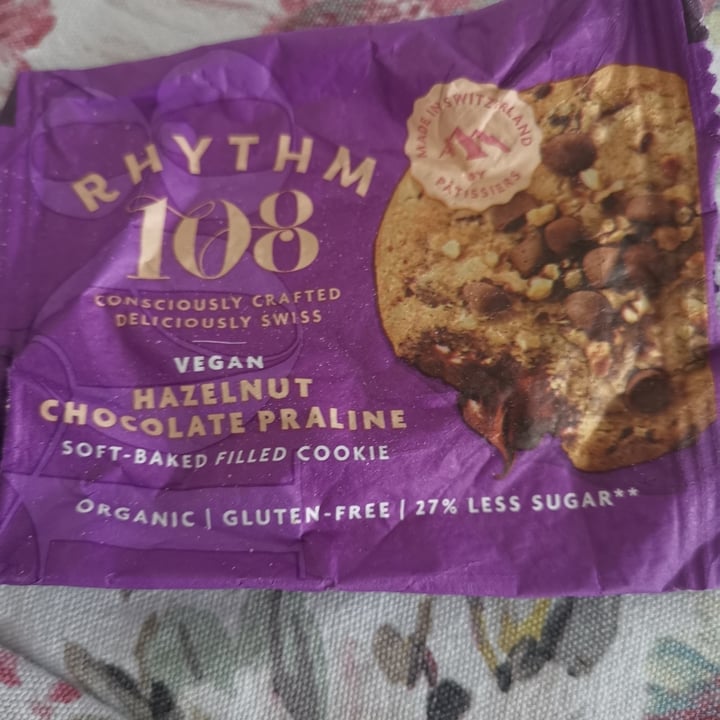 RHYTHM
108
CONSCIOUSLY CRAFTED
DELICIOUSLY SWISS
VEGAN
HAZELNUT
CHOCOLATE PRALINE
SOFT-BAKED FILLED COOKIE
ORGANIC | GLUTEN-FREE | 27% LESS SUGAR**
MADE IN SWITZERLAND
BY
PÂTISSIERS